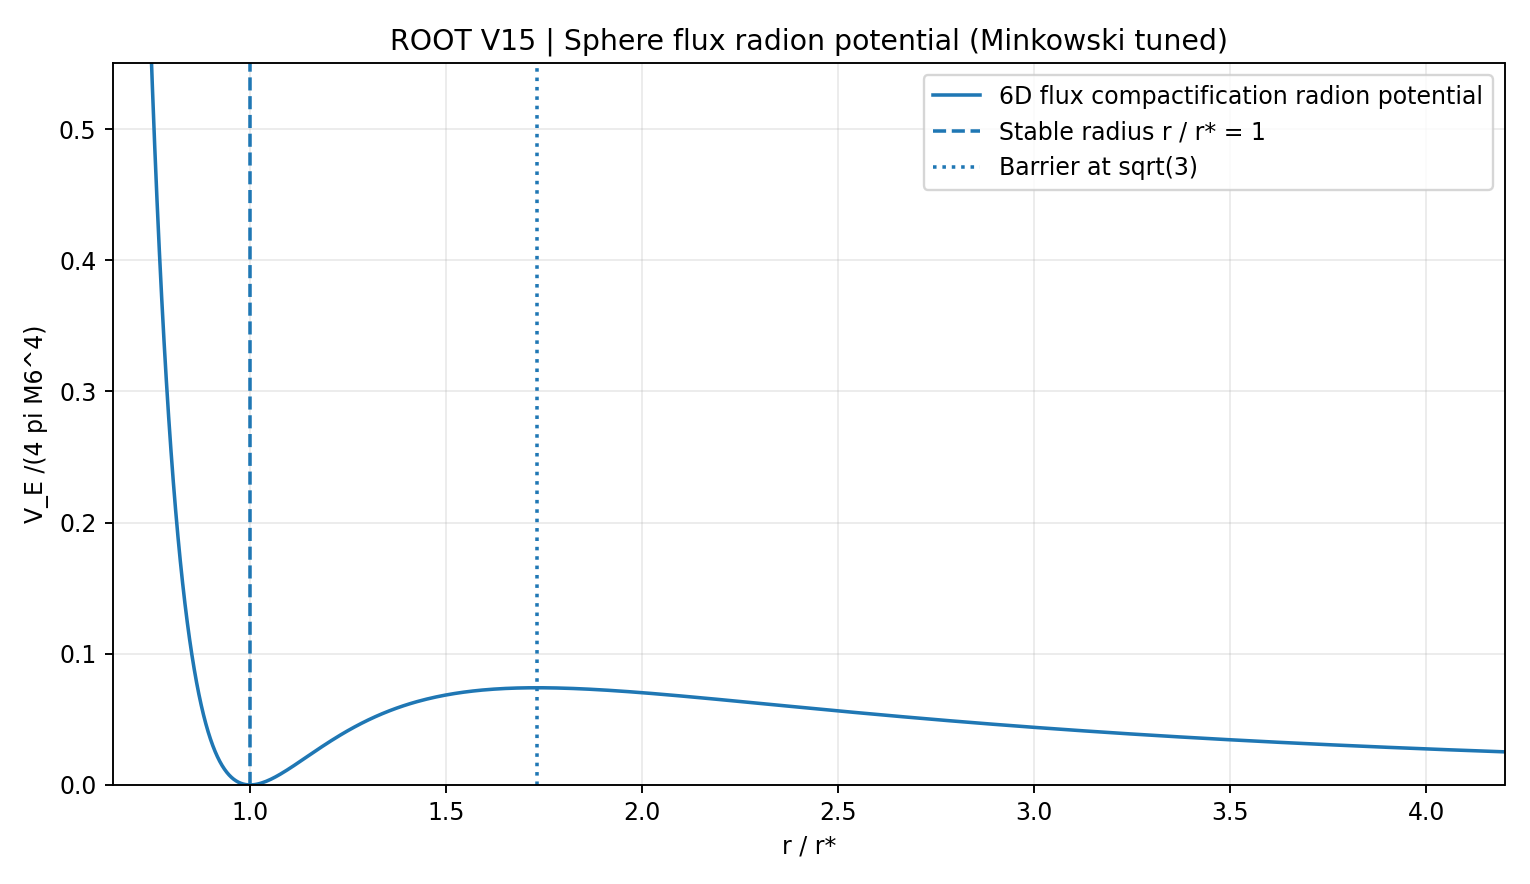 ROOT V15 | Sphere flux radion potential (Minkowski tuned)
6D flux compactification radion potential
Stable radius r / r* = 1
Barrier at sqrt(3)
V_E /(4 pi M6^4)
0.5
0.4
0.3
0.2
0.1
0.0
1.0 1.5 2.0 2.5 3.0 3.5 4.0
r / r*